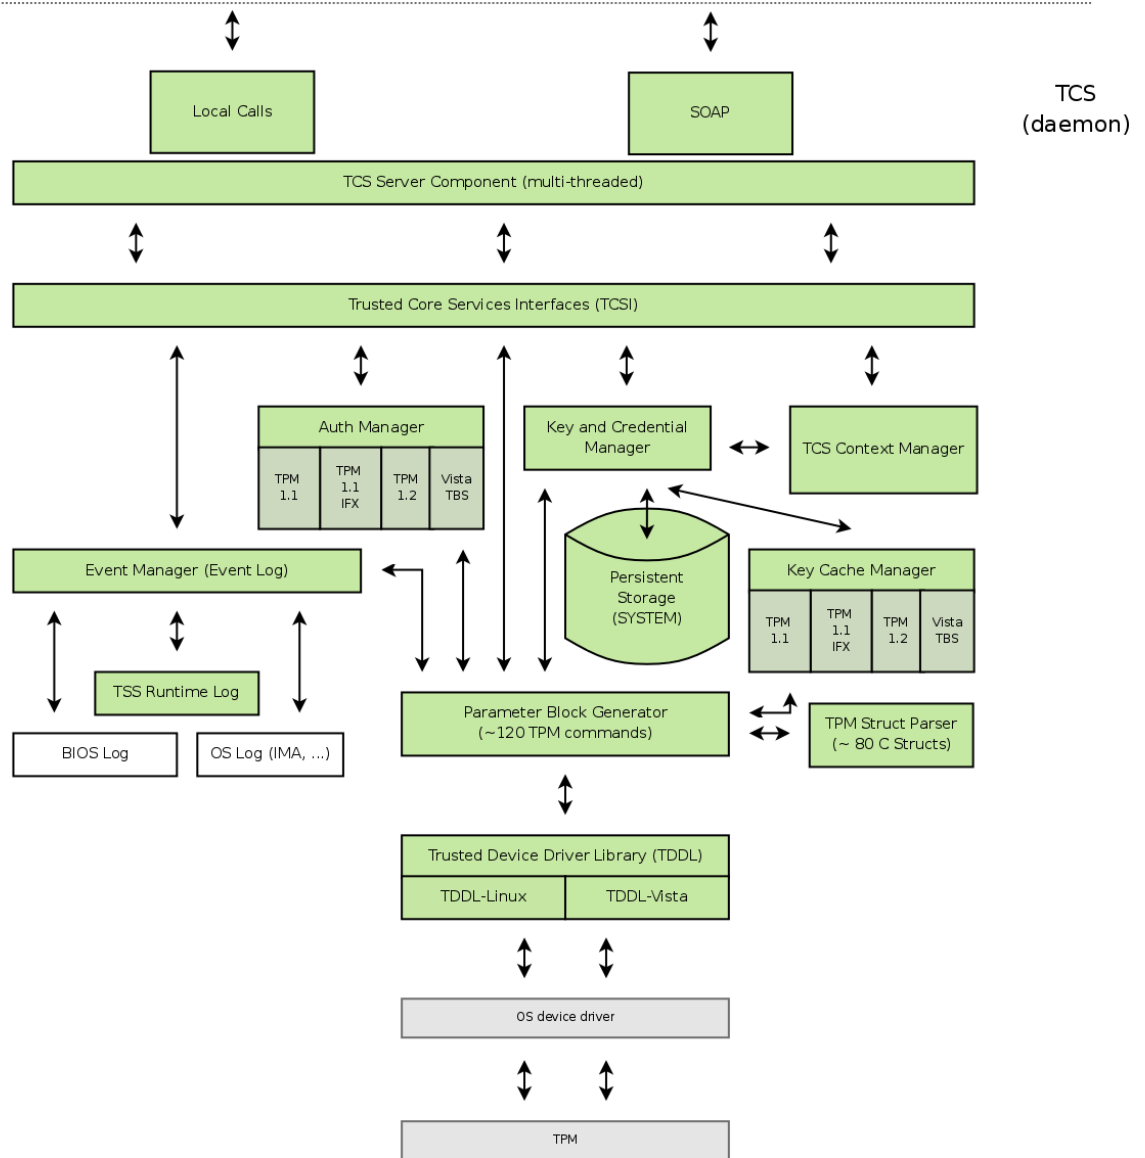 Local Calls
SOAP
TCS
(daemon)
TCS Server Component (multi-threaded)
Trusted Core Services Interfaces (TCSI)
Auth Manager
TPM
1.1
TPM
1.1
IFX
TPM
1.2
Vista
TBS
Key and Credential
Manager
TCS Context Manager
Event Manager (Event Log)
Persistent
Storage
(SYSTEM)
Key Cache Manager
TPM
1.1
TPM
1.1
IFX
TPM
1.2
Vista
TBS
TSS Runtime Log
BIOS Log
OS Log (IMA, ...)
Parameter Block Generator
(~120 TPM commands)
TPM Struct Parser
(~ 80 C Structs)
Trusted Device Driver Library (TDDL)
TDDL-Linux
TDDL-Vista
OS device driver
TPM